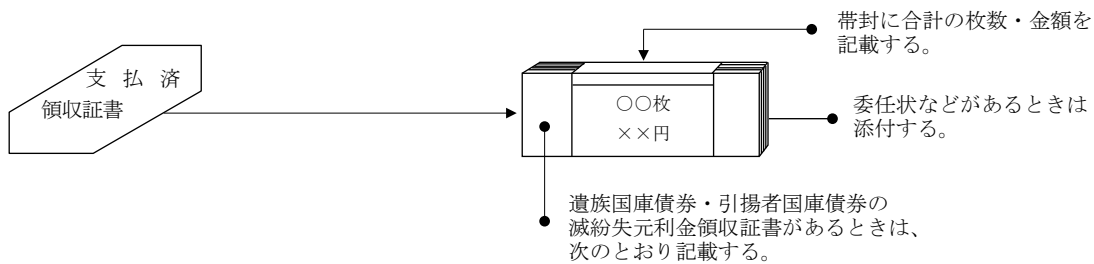 帯封に合計の枚数・金額を
記載する。
支払済
領収証書
○○枚
××円
委任状などがあるときは
添付する。
遺族国庫債券・引揚者国庫債券の
滅紛失元利金領収証書があるときは、
次のとおり記載する。